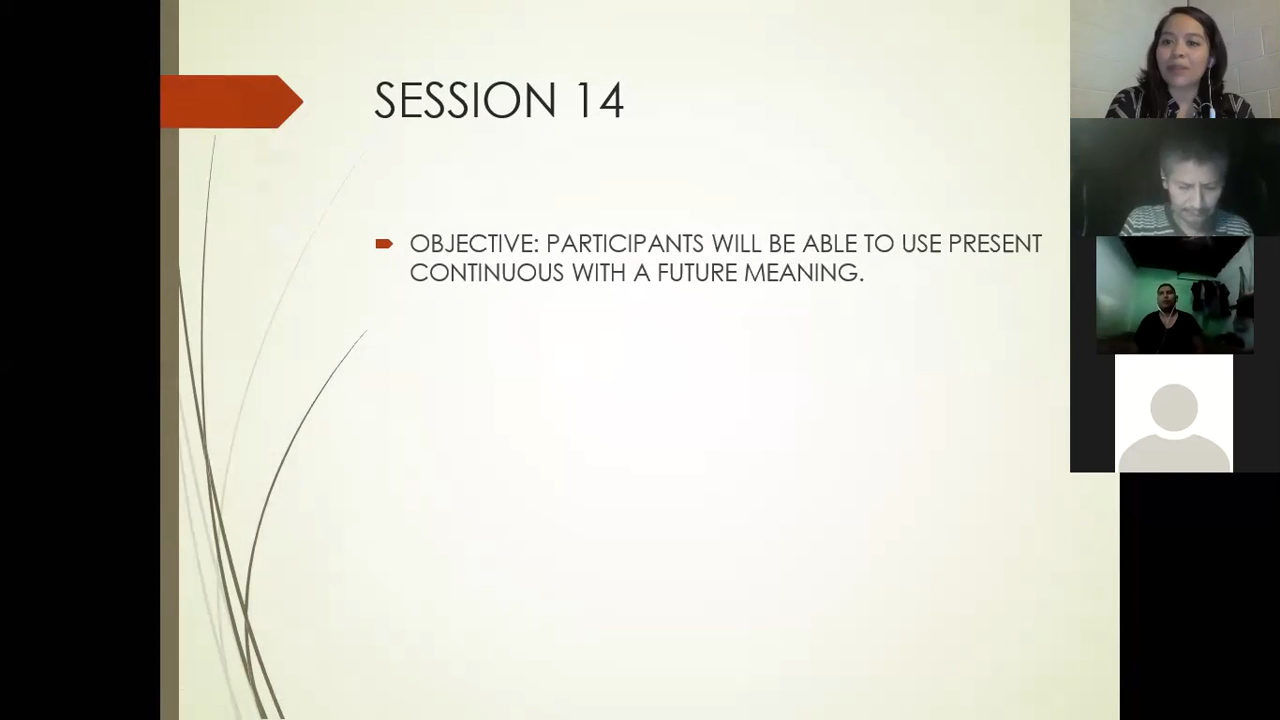 SESSION 14
OBJECTIVE: PARTICIPANTS WILL BE ABLE TO USE PRESENT
CONTINUOUS WITH A FUTURE MEANING.